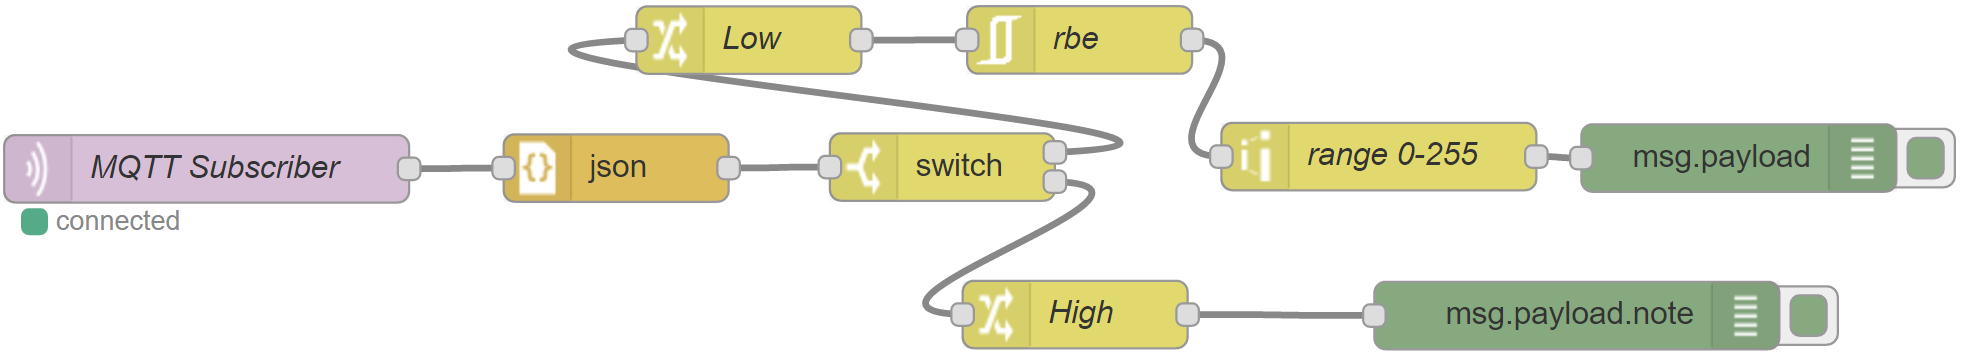 Low
rbe
MQTT Subscriber
json
switch
range 0-255
msg.payload
connected
High
msg.payload.note